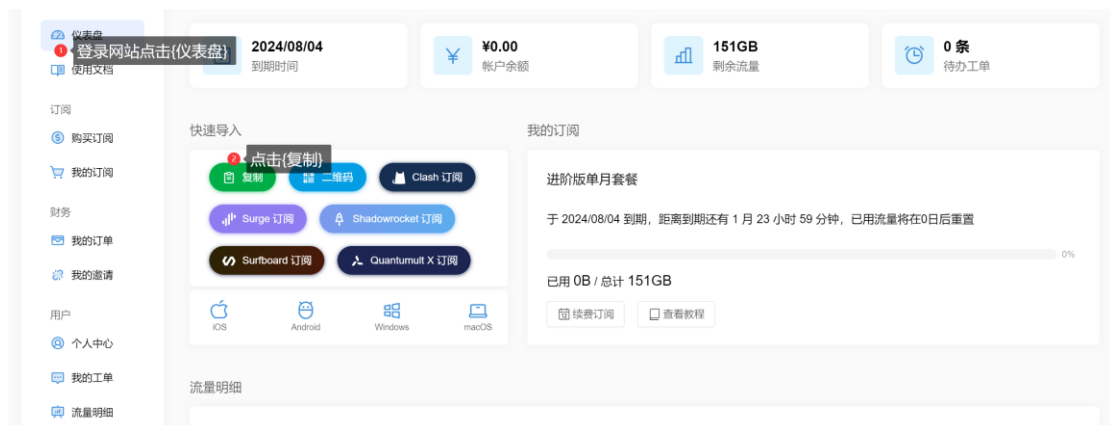 仪表盘
1 登录网站点击{仪表盘}
使用文档
订阅
购买订阅
我的订阅
财务
我的订单
我的邀请
用户
个人中心
我的工单
流量明细
2024/08/04
到期时间
¥0.00
帐户余额
151GB
剩余流量
0 条
待办工单
快速导入
2 点击{复制}
复制
二维码
Clash 订阅
Surge 订阅
Shadowrocket 订阅
Surfboard 订阅
Quantumult X 订阅
iOS
Android
Windows
macOS
我的订阅
进阶版单月套餐
于 2024/08/04 到期，距离到期还有 1 月 23 小时 59 分钟，已用流量将在0日后重置
0%
已用 0B / 总计 151GB
续费订阅
查看教程
流量明细